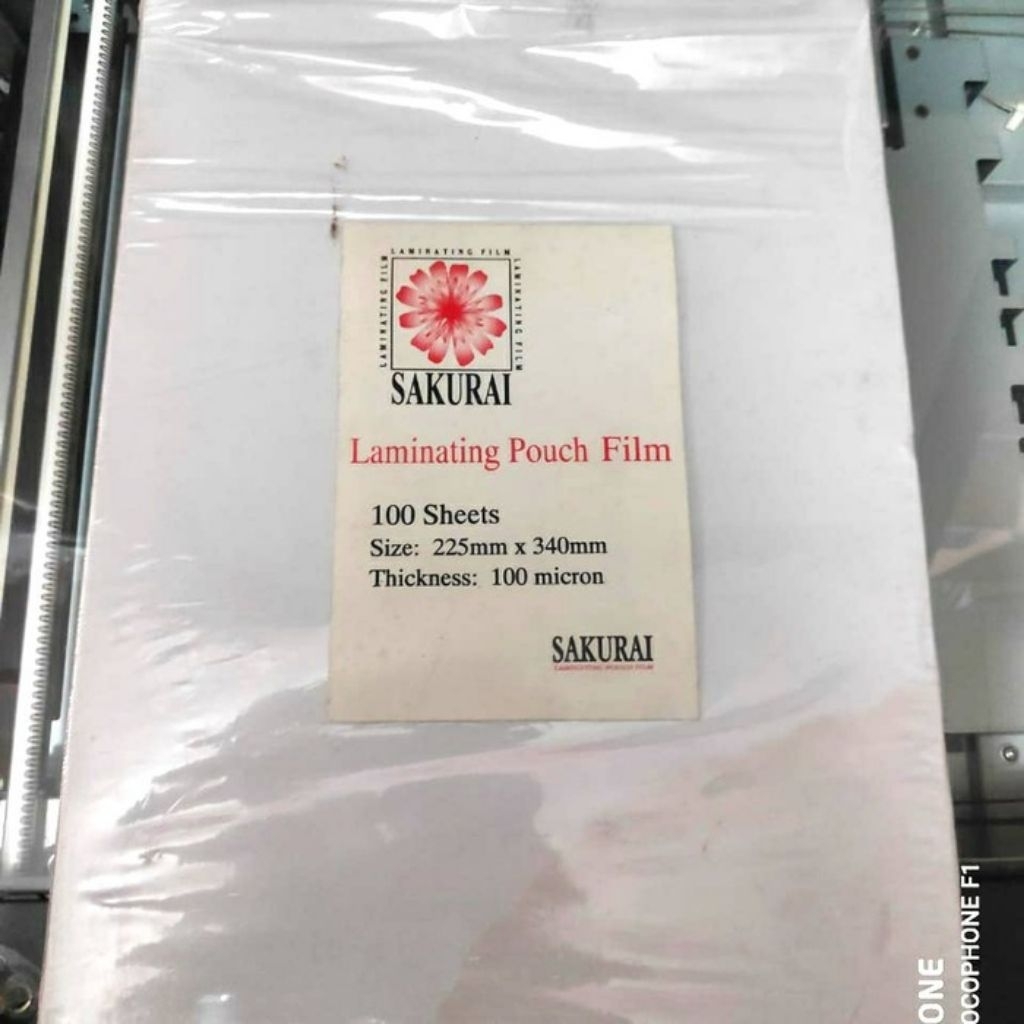 LAMINATING FILM
LAMINATING FILM
LAMINATING FILM
SAKURAI
Laminating Pouch Film
100 Sheets
Size: 225mm x 340mm
Thickness: 100 micron
SAKURAI
LAMINATING POUCH FILM
ONE
OCOPHONE F1